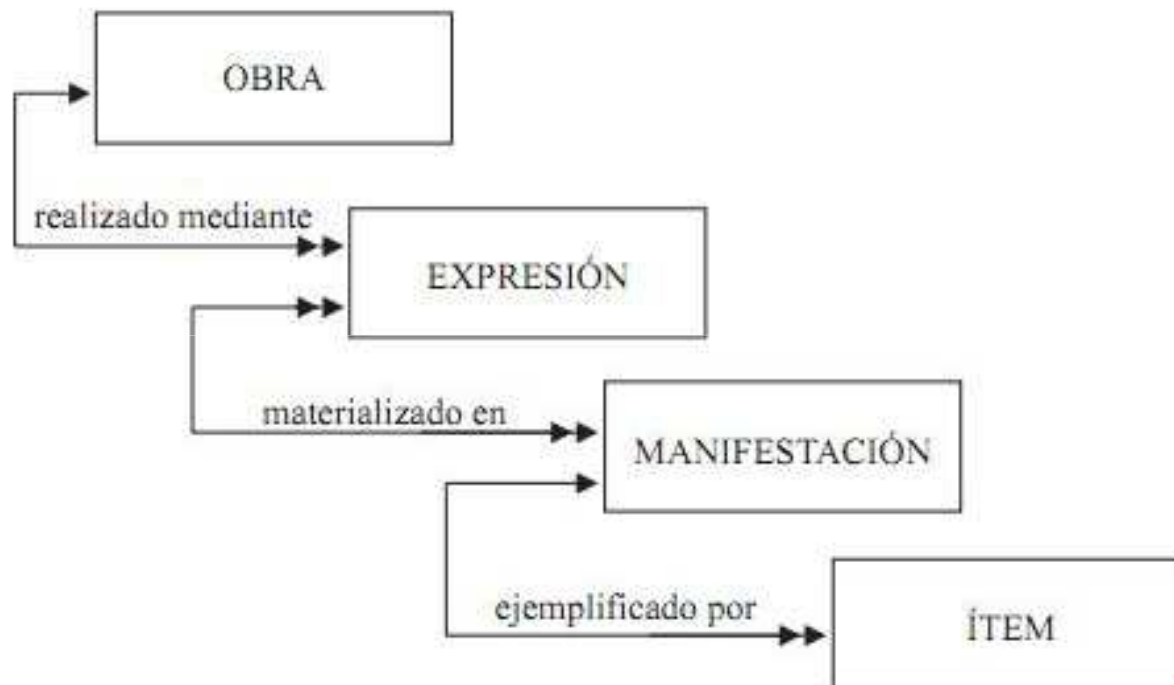 OBRA
realizado mediante
EXPRESIÓN
materializado en
MANIFESTACIÓN
ejemplificado por
ÍTEM